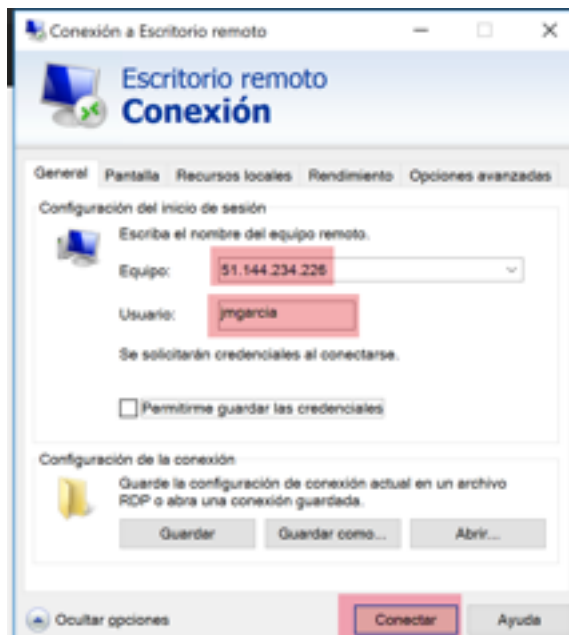 Conexión a Escritorio remoto
Escritorio remoto
Conexión
General Pantalla Recursos locales Rendimiento Opciones avanzadas
Configuración del inicio de sesión
Escriba el nombre del equipo remoto.
Equipo: 51.144.234.226
Usuario: jmgarcia
Se solicitarán credenciales al conectarse.
Permitirme guardar las credenciales
Configuración de la conexión
Guarde la configuración de conexión actual en un archivo
RDP o abra una conexión guardada.
Guardar Guardar como... Abrir...
Ocultar opciones Conectar Ayuda